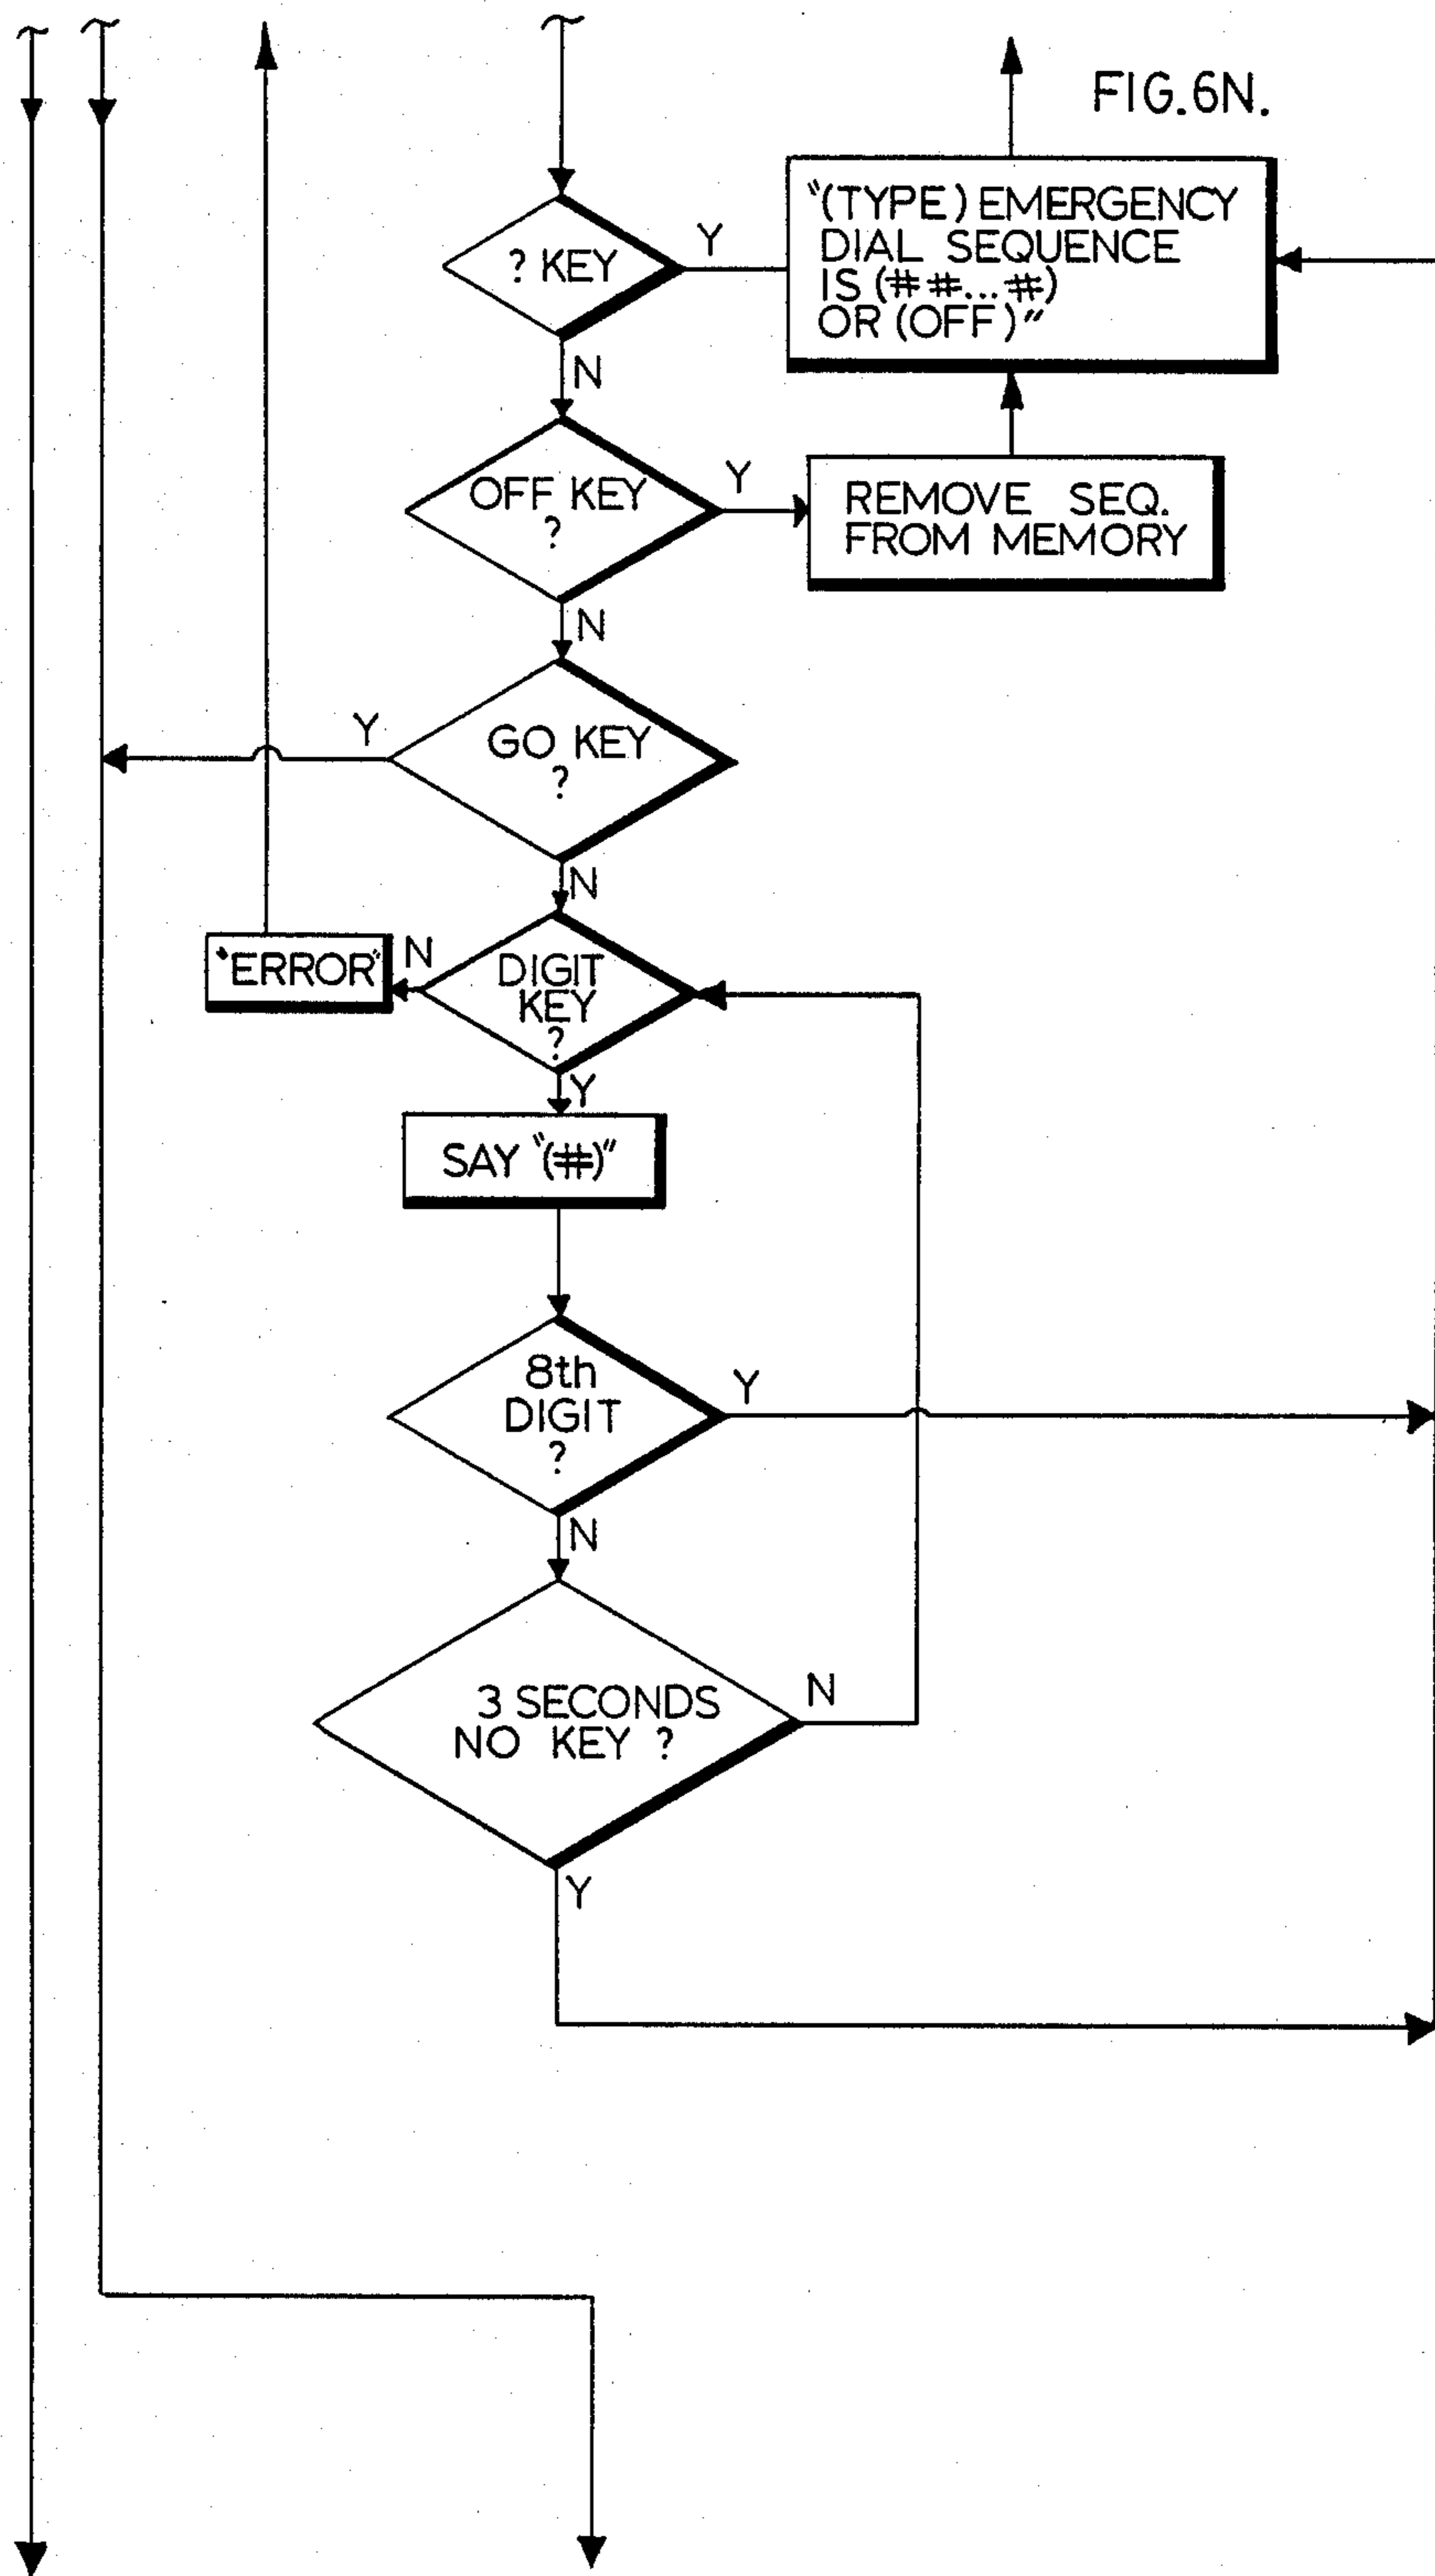 FIG.6N.
"(TYPE) EMERGENCY
DIAL SEQUENCE
IS (##...#)
OR (OFF)"
? KEY
Y
N
OFF KEY
?
Y
REMOVE SEQ.
FROM MEMORY
N
GO KEY
?
Y
N
DIGIT
KEY
?
N
"ERROR"
Y
SAY "(#)"
8th
DIGIT
?
Y
N
3 SECONDS
NO KEY ?
N
Y